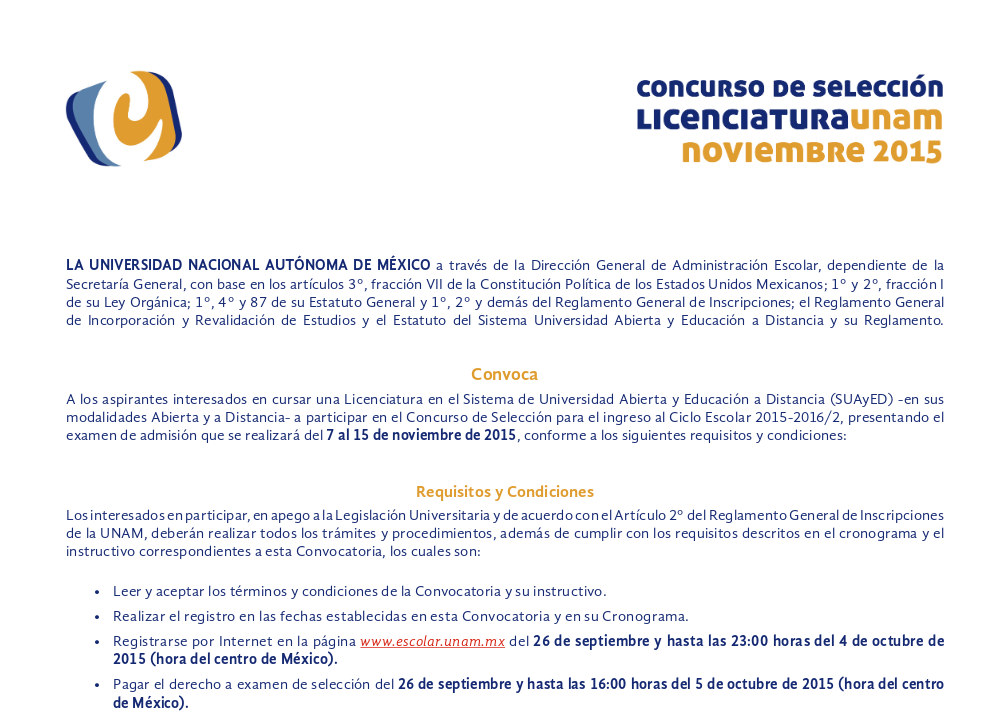 CONCURSO DE SELECCIÓN
LICENCIATURAUNAM
NOVIEMBRE 2015
LA UNIVERSIDAD NACIONAL AUTÓNOMA DE MÉXICO a través de la Dirección General de Administración Escolar, dependiente de la
Secretaría General, con base en los artículos 3º, fracción VII de la Constitución Política de los Estados Unidos Mexicanos; 1º y 2º, fracción I
de su Ley Orgánica; 1º, 4º y 87 de su Estatuto General y 1º, 2º y demás del Reglamento General de Inscripciones; el Reglamento General
de Incorporación y Revalidación de Estudios y el Estatuto del Sistema Universidad Abierta y Educación a Distancia y su Reglamento.
Convoca
A los aspirantes interesados en cursar una Licenciatura en el Sistema de Universidad Abierta y Educación a Distancia (SUAyED) -en sus
modalidades Abierta y a Distancia- a participar en el Concurso de Selección para el ingreso al Ciclo Escolar 2015-2016/2, presentando el
examen de admisión que se realizará del 7 al 15 de noviembre de 2015, conforme a los siguientes requisitos y condiciones:
Requisitos y Condiciones
Los interesados en participar, en apego a la Legislación Universitaria y de acuerdo con el Artículo 2º del Reglamento General de Inscripciones
de la UNAM, deberán realizar todos los trámites y procedimientos, además de cumplir con los requisitos descritos en el cronograma y el
instructivo correspondientes a esta Convocatoria, los cuales son:
• Leer y aceptar los términos y condiciones de la Convocatoria y su instructivo.
• Realizar el registro en las fechas establecidas en esta Convocatoria y en su Cronograma.
• Registrarse por Internet en la página www.escolar.unam.mx del 26 de septiembre y hasta las 23:00 horas del 4 de octubre de
2015 (hora del centro de México).
• Pagar el derecho a examen de selección del 26 de septiembre y hasta las 16:00 horas del 5 de octubre de 2015 (hora del centro
de México).